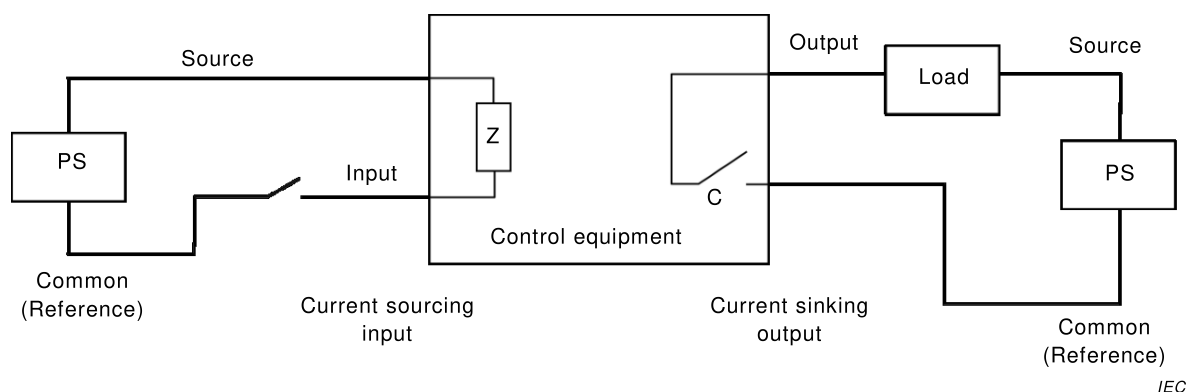 Source
Output
Source
Load
PS
Z
Input
PS
C
Control equipment
Common
(Reference)
Current sourcing
input
Current sinking
output
Common
(Reference)
IEC